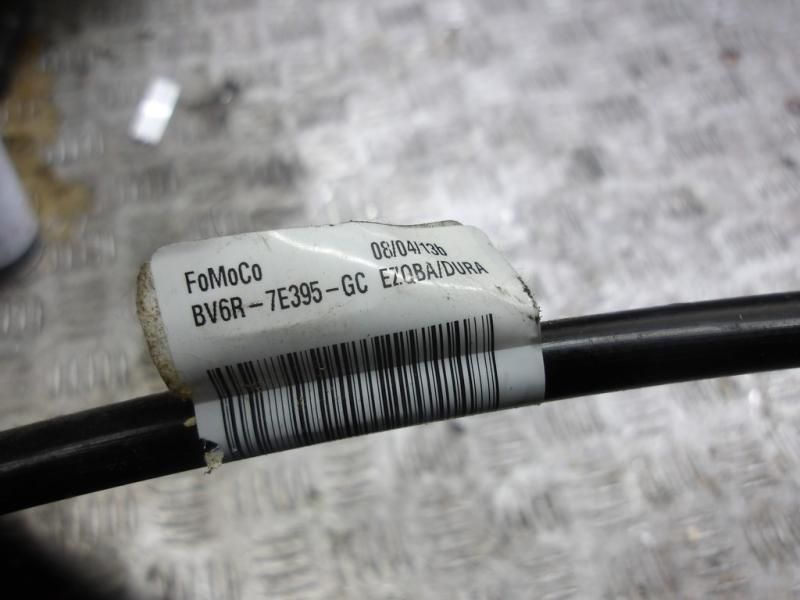 FoMoCo 08/04/13b
BV6R-7E395-GC EZQBA/DURA